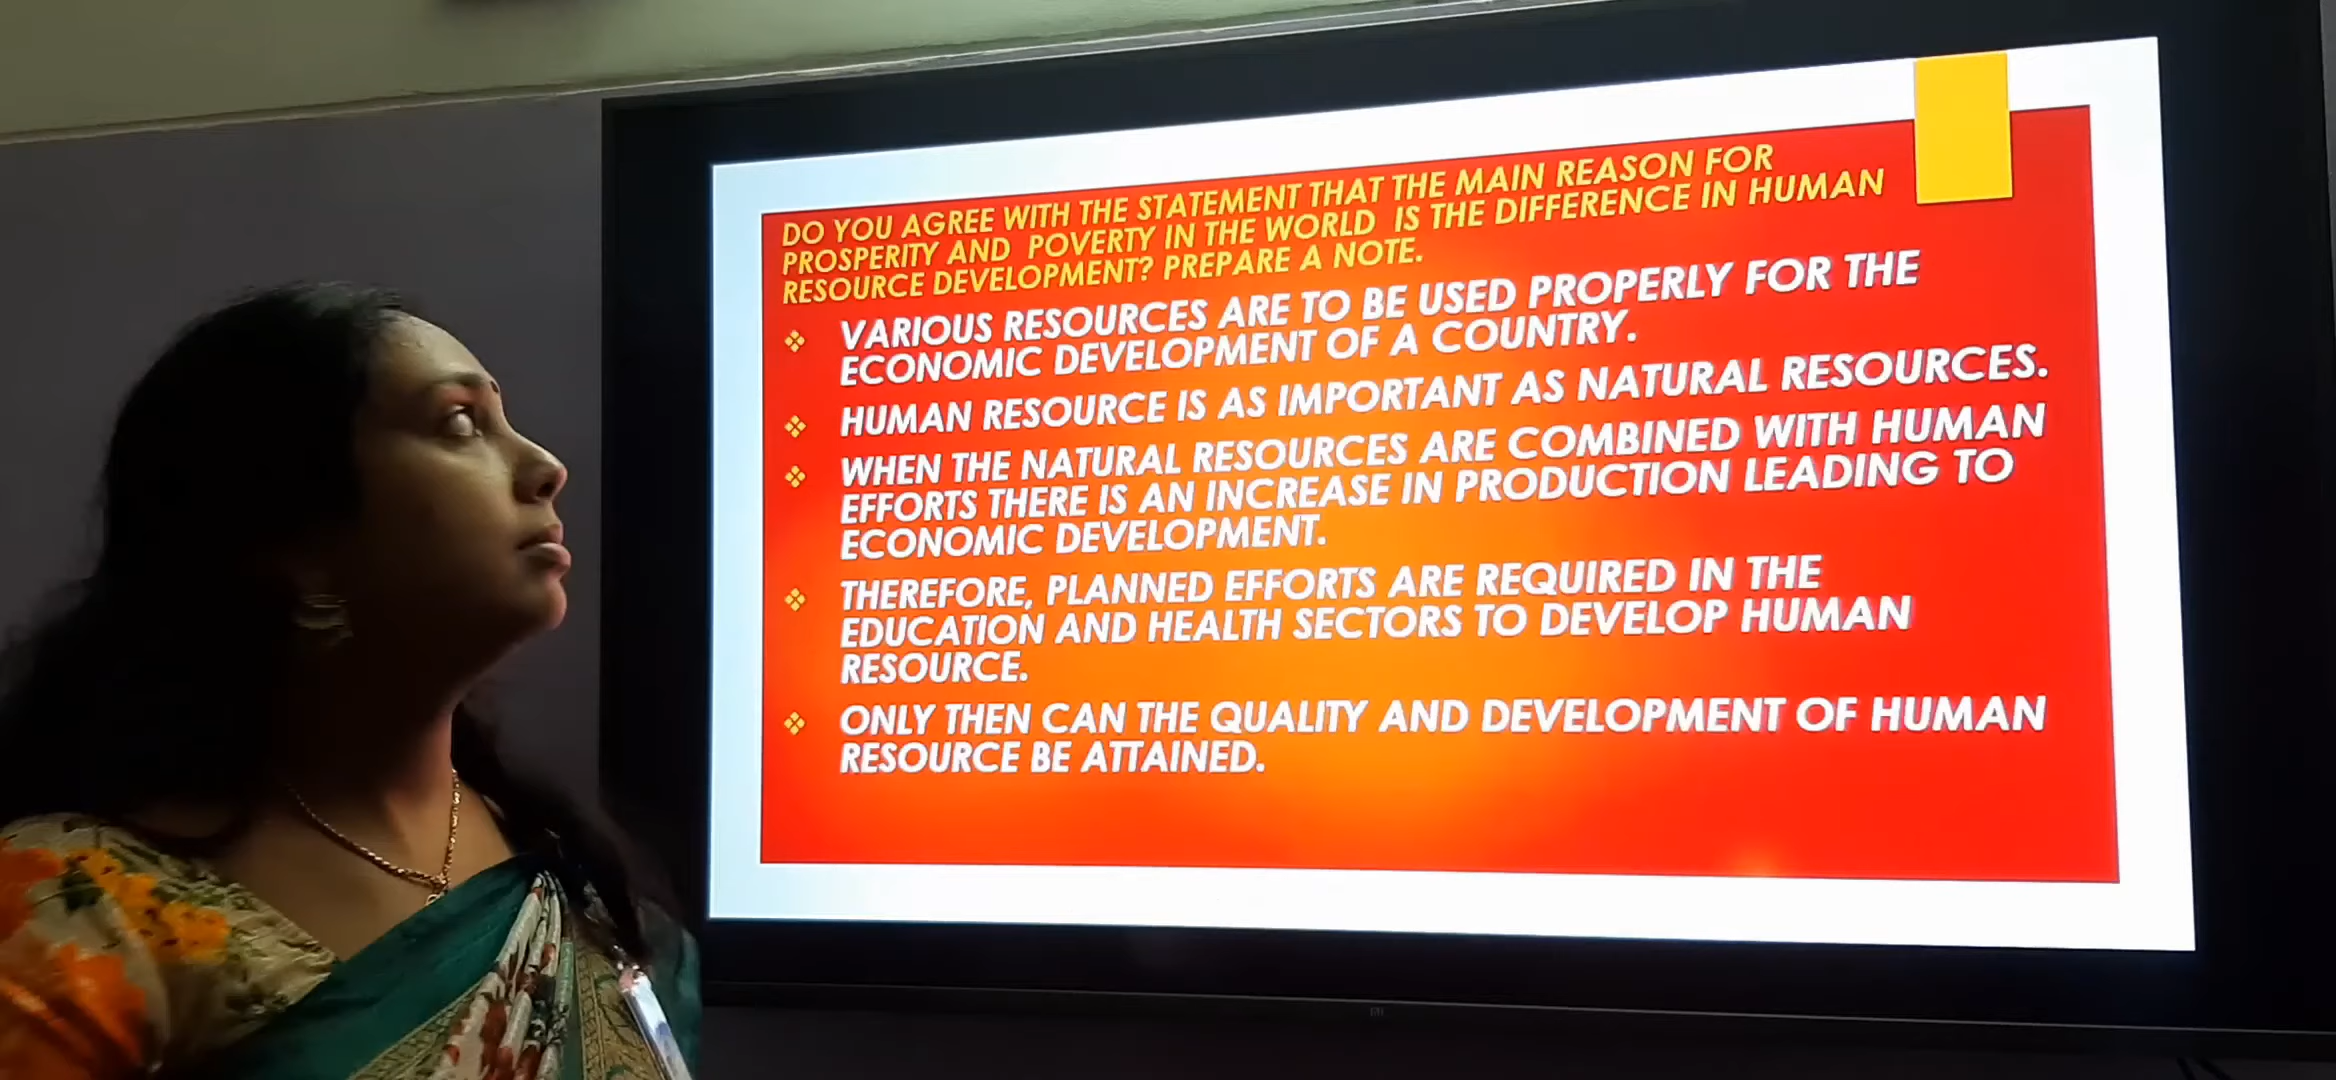 DO YOU AGREE WITH THE STATEMENT THAT THE MAIN REASON FOR
PROSPERITY AND POVERTY IN THE WORLD IS THE DIFFERENCE IN HUMAN
RESOURCE DEVELOPMENT? PREPARE A NOTE.
VARIOUS RESOURCES ARE TO BE USED PROPERLY FOR THE
ECONOMIC DEVELOPMENT OF A COUNTRY.
HUMAN RESOURCE IS AS IMPORTANT AS NATURAL RESOURCES.
WHEN THE NATURAL RESOURCES ARE COMBINED WITH HUMAN
EFFORTS THERE IS AN INCREASE IN PRODUCTION LEADING TO
ECONOMIC DEVELOPMENT.
THEREFORE, PLANNED EFFORTS ARE REQUIRED IN THE
EDUCATION AND HEALTH SECTORS TO DEVELOP HUMAN
RESOURCE.
ONLY THEN CAN THE QUALITY AND DEVELOPMENT OF HUMAN
RESOURCE BE ATTAINED.
MI